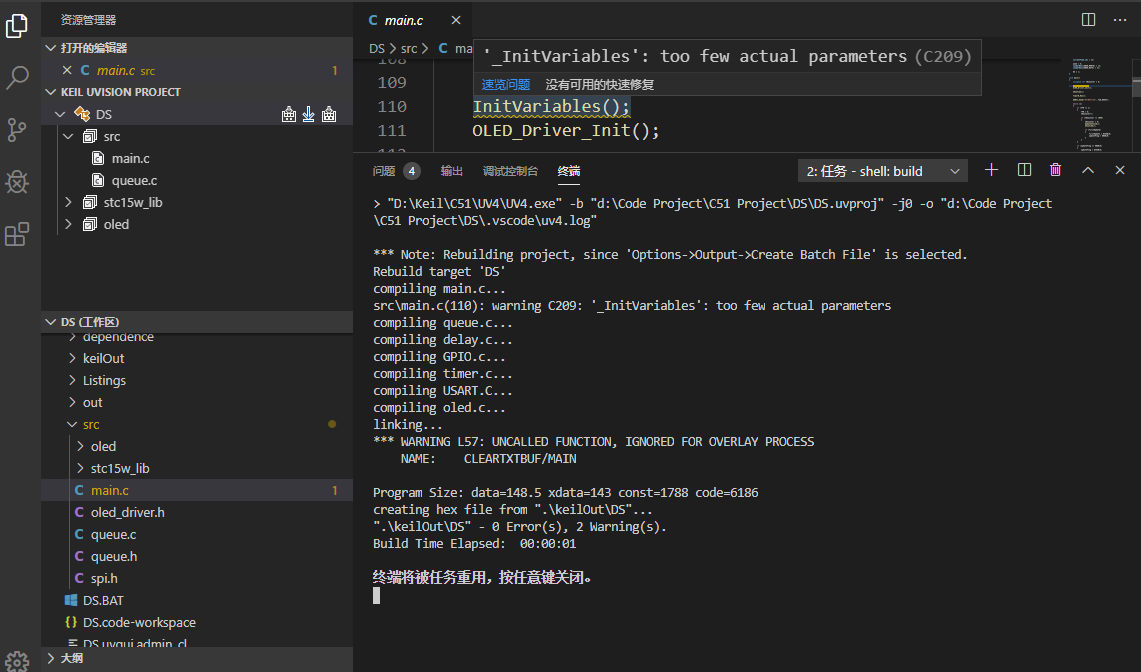 资源管理器
打开的编辑器
main.c src
1
KEIL UVISION PROJECT
DS
src
main.c
queue.c
stc15w_lib
oled
DS (工作区)
dependence
keilOut
Listings
out
src
oled
stc15w_lib
C main.c
1
C oled_driver.h
C queue.c
C queue.h
C spi.h
DS.BAT
{} DS.code-workspace
DS.uvgui.admin_cl
大纲
C main.c
DS > src > C ma
'_InitVariables': too few actual parameters (C209)
速览问题 没有可用的快速修复
108
109
110 InitVariables();
111 OLED_Driver_Init();
问题 4 输出 调试控制台 终端 2: 任务 - shell: build
> "D:\Keil\C51\UV4\UV4.exe" -b "d:\Code Project\C51 Project\DS\DS.uvproj" -j0 -o "d:\Code Project
\C51 Project\DS\.vscode\uv4.log"
*** Note: Rebuilding project, since 'Options->Output->Create Batch File' is selected.
Rebuild target 'DS'
compiling main.c...
src\main.c(110): warning C209: '_InitVariables': too few actual parameters
compiling queue.c...
compiling delay.c...
compiling GPIO.c...
compiling timer.c...
compiling USART.C...
compiling oled.c...
linking...
*** WARNING L57: UNCALLED FUNCTION, IGNORED FOR OVERLAY PROCESS
NAME: CLEARTXTBUF/MAIN
Program Size: data=148.5 xdata=143 const=1788 code=6186
creating hex file from ".\keilOut\DS"...
".\keilOut\DS" - 0 Error(s), 2 Warning(s).
Build Time Elapsed: 00:00:01
终端将被任务重用，按任意键关闭。